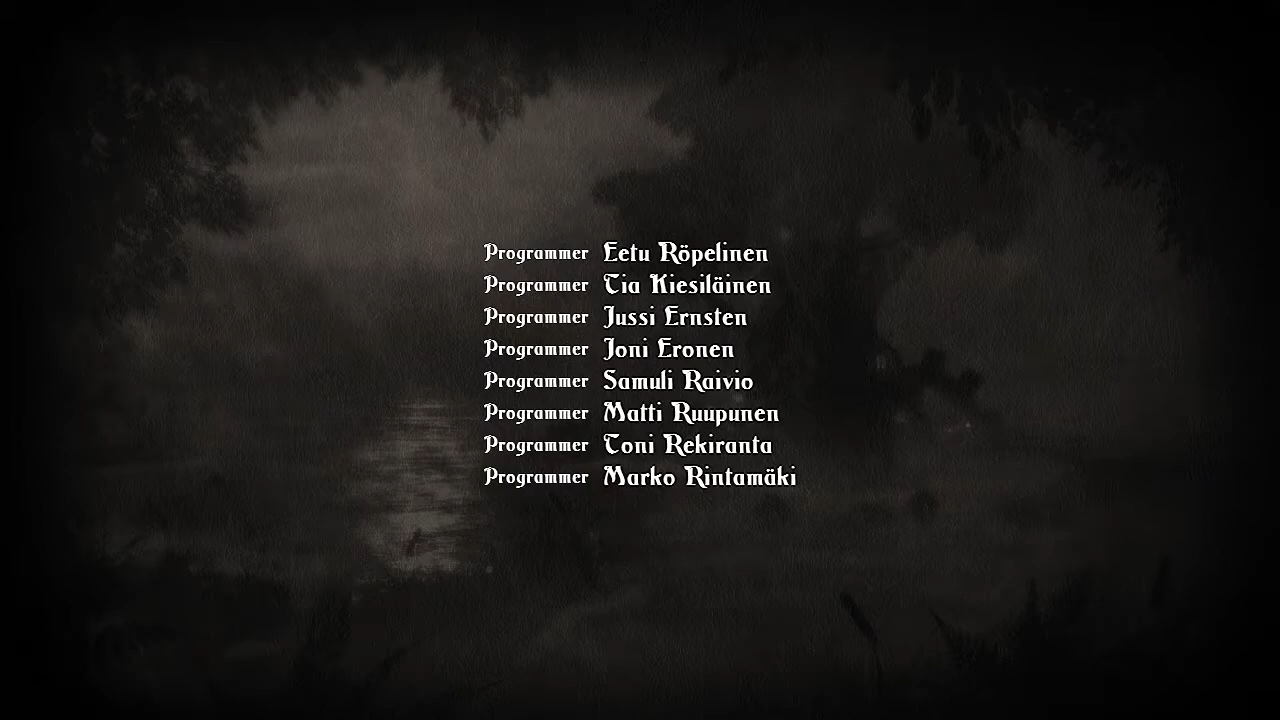 Programmer Eetu Röpelinen
Programmer Tia Kiesiläinen
Programmer Jussi Ernsten
Programmer Joni Eronen
Programmer Samuli Raivio
Programmer Matti Ruupunen
Programmer Toni Rekiranta
Programmer Marko Rintamäki